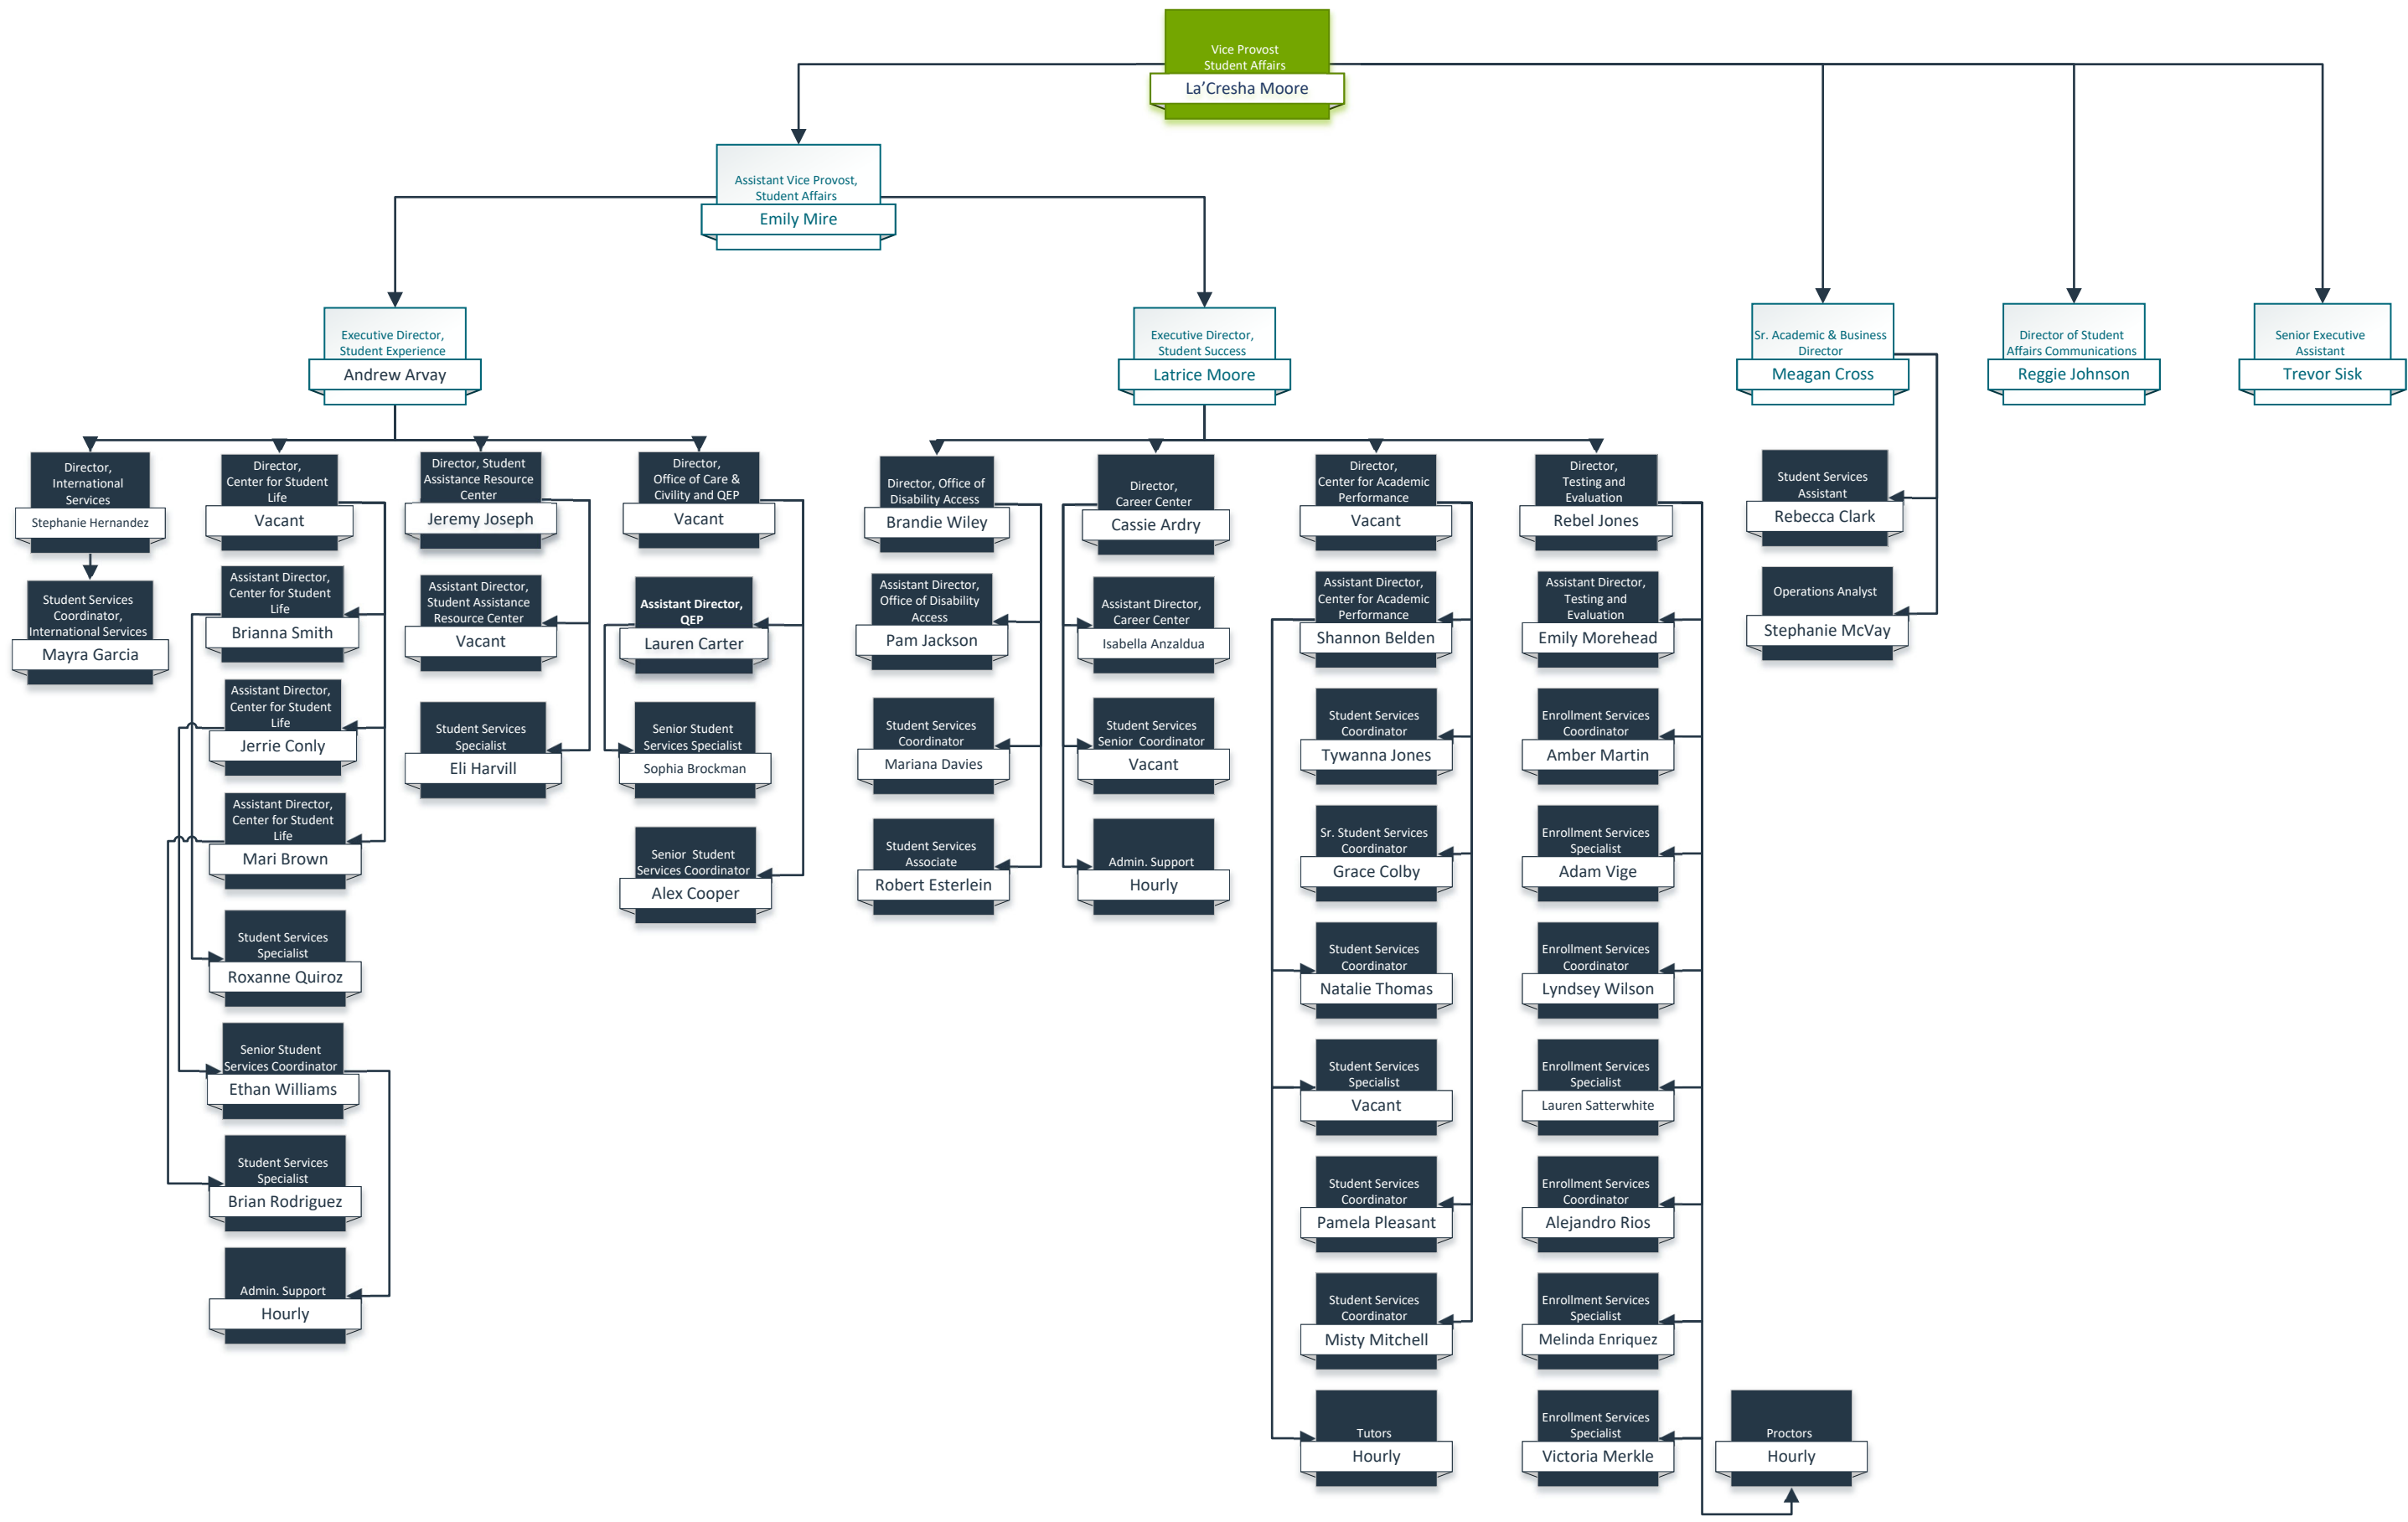 Vice Provost
Student Affairs
La’Cresha Moore
Assistant Vice Provost,
Student Affairs
Emily Mire
Executive Director,
Student Experience
Andrew Arvay
Executive Director,
Student Success
Latrice Moore
Sr. Academic & Business
Director
Meagan Cross
Director of Student
Affairs Communications
Reggie Johnson
Senior Executive
Assistant
Trevor Sisk
Director,
International
Services
Stephanie Hernandez
Student Services
Coordinator,
International Services
Mayra Garcia
Director,
Center for Student
Life
Vacant
Assistant Director,
Center for Student
Life
Brianna Smith
Assistant Director,
Center for Student
Life
Jerrie Conly
Assistant Director,
Center for Student
Life
Mari Brown
Student Services
Specialist
Roxanne Quiroz
Senior Student
Services Coordinator
Ethan Williams
Student Services
Specialist
Brian Rodriguez
Admin. Support
Hourly
Director, Student
Assistance Resource
Center
Jeremy Joseph
Assistant Director,
Student Assistance
Resource Center
Vacant
Student Services
Specialist
Eli Harvill
Director,
Office of Care &
Civility and QEP
Vacant
Assistant Director,
QEP
Lauren Carter
Senior Student
Services Specialist
Sophia Brockman
Senior Student
Services Coordinator
Alex Cooper
Director, Office of
Disability Access
Brandie Wiley
Assistant Director,
Office of Disability
Access
Pam Jackson
Student Services
Coordinator
Mariana Davies
Student Services
Associate
Robert Esterlein
Director,
Career Center
Cassie Ardry
Assistant Director,
Career Center
Isabella Anzaldua
Student Services
Senior Coordinator
Vacant
Admin. Support
Hourly
Director,
Center for Academic
Performance
Vacant
Assistant Director,
Center for Academic
Performance
Shannon Belden
Student Services
Coordinator
Tywanna Jones
Sr. Student Services
Coordinator
Grace Colby
Student Services
Coordinator
Natalie Thomas
Student Services
Specialist
Vacant
Student Services
Coordinator
Pamela Pleasant
Student Services
Coordinator
Misty Mitchell
Tutors
Hourly
Director,
Testing and
Evaluation
Rebel Jones
Assistant Director,
Testing and
Evaluation
Emily Morehead
Enrollment Services
Coordinator
Amber Martin
Enrollment Services
Specialist
Adam Vige
Enrollment Services
Coordinator
Lyndsey Wilson
Enrollment Services
Specialist
Lauren Satterwhite
Enrollment Services
Coordinator
Alejandro Rios
Enrollment Services
Specialist
Melinda Enriquez
Enrollment Services
Specialist
Victoria Merkle
Proctors
Hourly
Student Services
Assistant
Rebecca Clark
Operations Analyst
Stephanie McVay